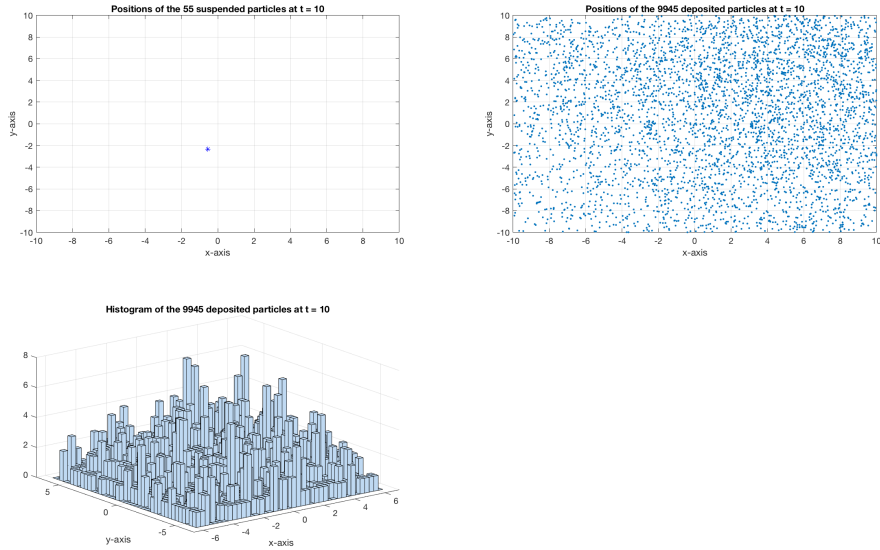 Positions of the 55 suspended particles at t = 10
10
8
6
4
2
0
-2
-4
-6
-8
-10
y-axis
-10 -8 -6 -4 -2 0 2 4 6 8 10
x-axis
Positions of the 9945 deposited particles at t = 10
10
8
6
4
2
0
-2
-4
-6
-8
-10
y-axis
-10 -8 -6 -4 -2 0 2 4 6 8 10
x-axis
Histogram of the 9945 deposited particles at t = 10
8
6
4
2
0
5
0
-5
y-axis
-6 -4 -2 0 2 4 6
x-axis